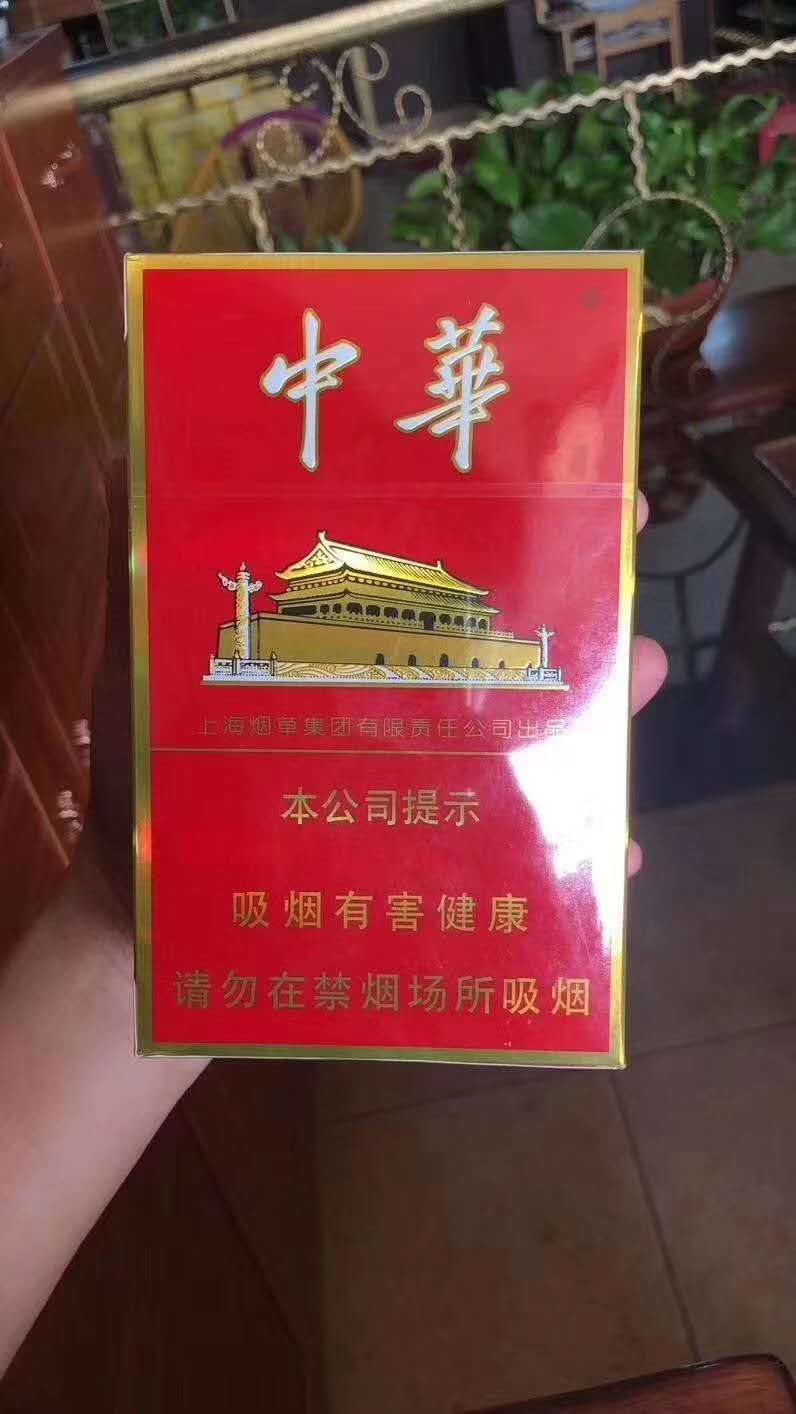 中華
上海烟草集团有限责任公司出品
本公司提示
吸烟有害健康
请勿在禁烟场所吸烟